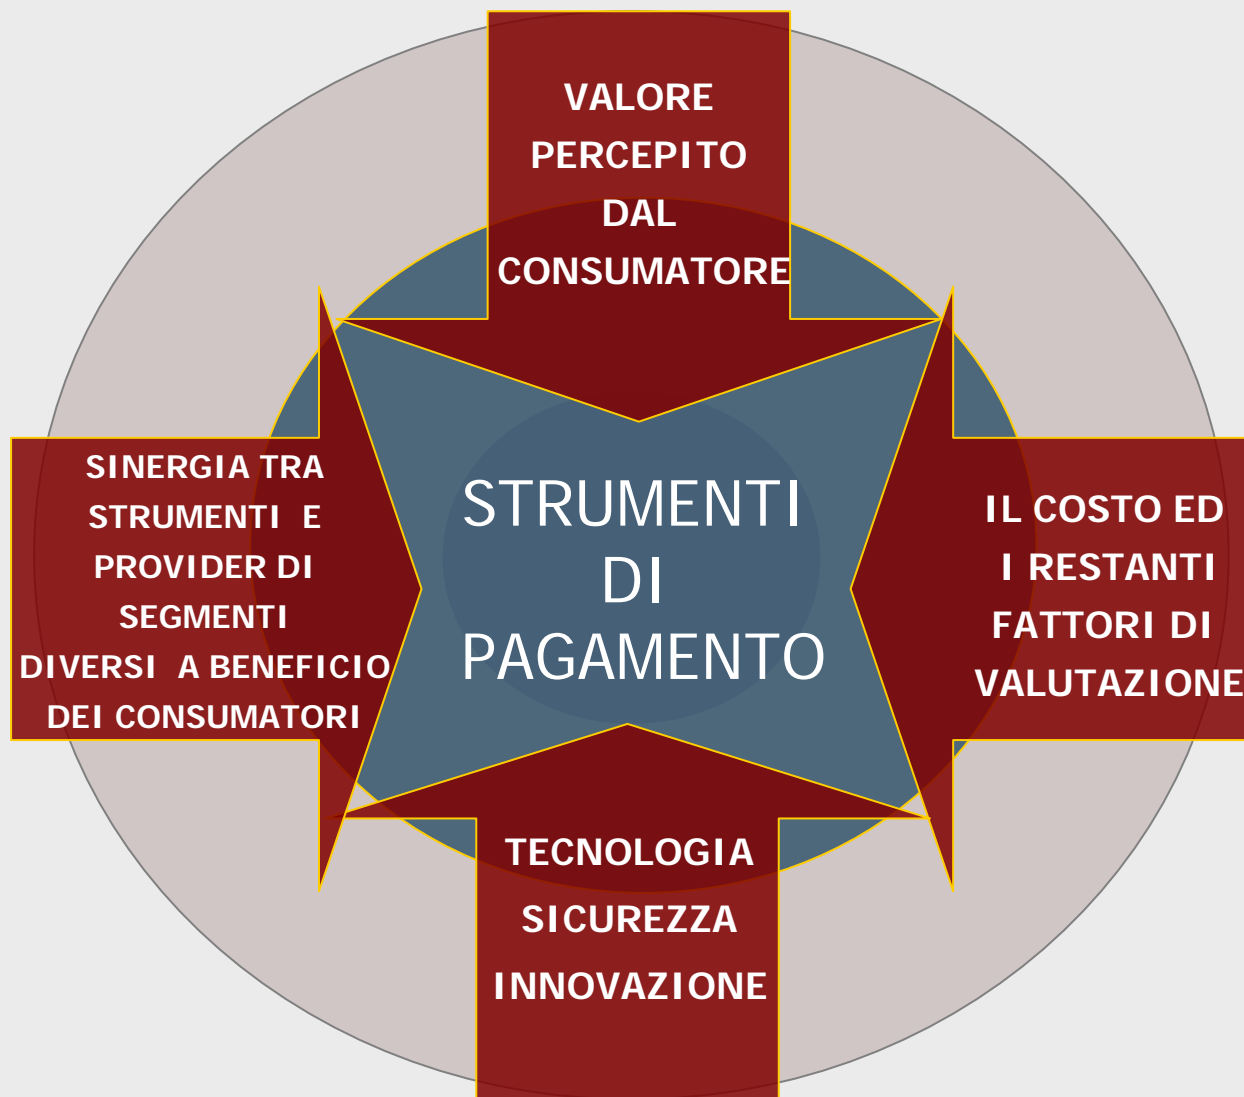 VALORE
PERCEPITO
DAL
CONSUMATORE
SINERGIA TRA
STRUMENTI E
PROVIDER DI
SEGMENTI
DIVERSI A BENEFICIO
DEI CONSUMATORI
STRUMENTI
DI
PAGAMENTO
IL COSTO ED
I RESTANTI
FATTORI DI
VALUTAZIONE
TECNOLOGIA
SICUREZZA
INNOVAZIONE